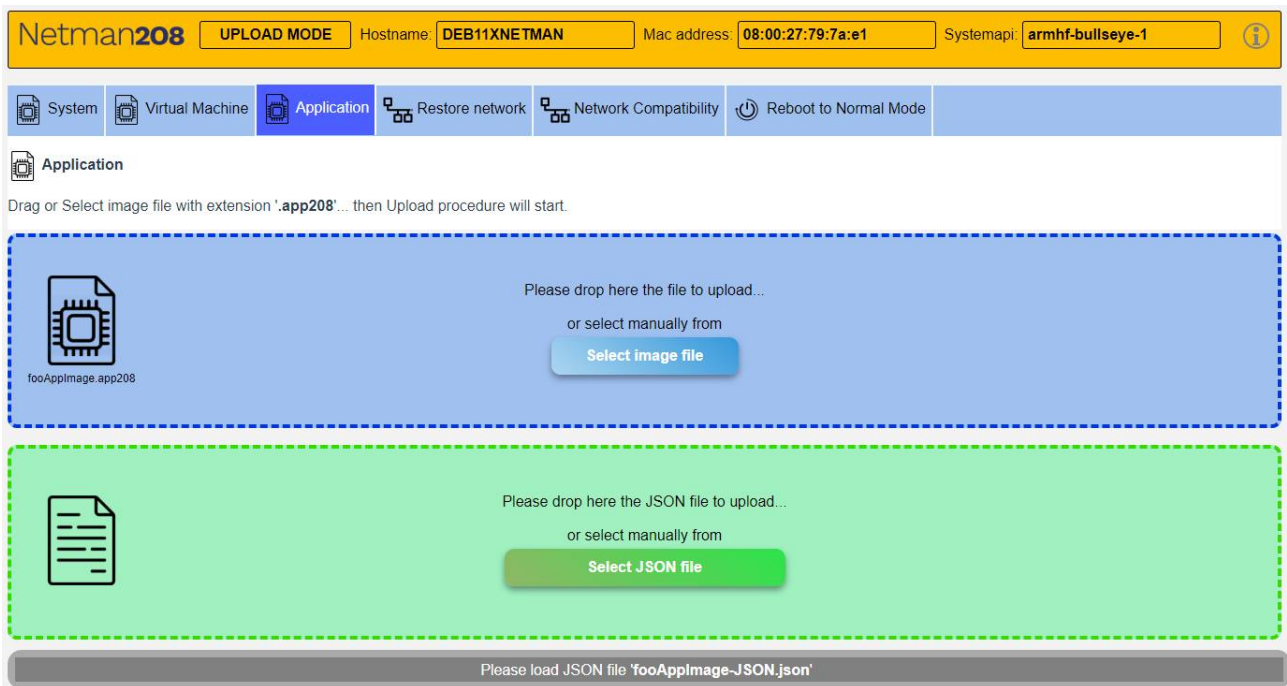 Netman208 UPLOAD MODE Hostname: DEB11XNETMAN Mac address: 08:00:27:79:7a:e1 Systemapi: armhf-bullseye-1
System Virtual Machine Application Restore network Network Compatibility Reboot to Normal Mode
Application
Drag or Select image file with extension '.app208'... then Upload procedure will start.
Please drop here the file to upload...
or select manually from
Select image file
fooAppImage.app208
Please drop here the JSON file to upload...
or select manually from
Select JSON file
Please load JSON file 'fooAppImage-JSON.json'